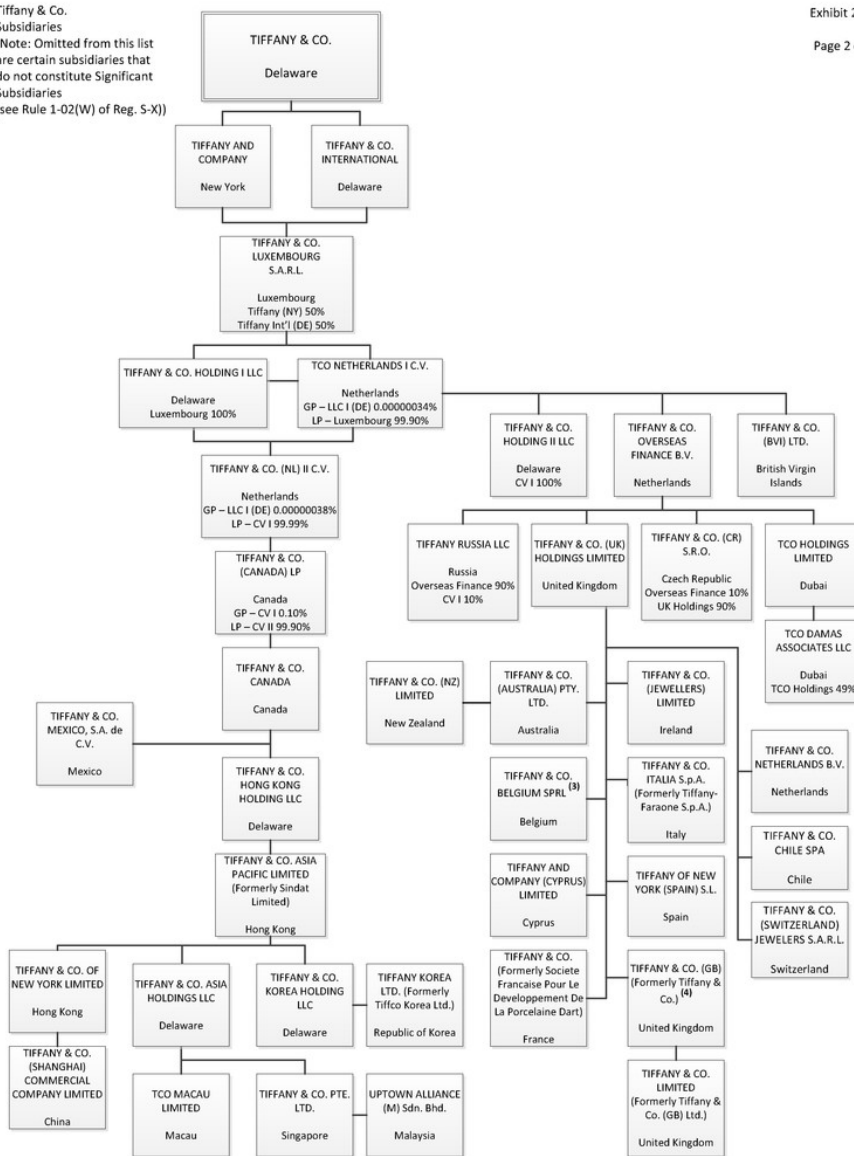 Tiffany & Co.
Subsidiaries
Note: Omitted from this list
are certain subsidiaries that
do not constitute Significant
Subsidiaries
see Rule 1-02(W) of Reg. S-X))
Exhibit 2
Page 2
TIFFANY & CO.
Delaware
TIFFANY AND
COMPANY
New York
TIFFANY & CO.
INTERNATIONAL
Delaware
TIFFANY & CO.
LUXEMBOURG
S.A.R.L.
Luxembourg
Tiffany (NY) 50%
Tiffany Int'l (DE) 50%
TIFFANY & CO. HOLDING I LLC
Delaware
Luxembourg 100%
TCO NETHERLANDS I C.V.
Netherlands
GP – LLC I (DE) 0.00000034%
LP – Luxembourg 99.90%
TIFFANY & CO.
HOLDING II LLC
Delaware
CV I 100%
TIFFANY & CO.
OVERSEAS
FINANCE B.V.
Netherlands
TIFFANY & CO.
(BVI) LTD.
British Virgin
Islands
TIFFANY & CO. (NL) II C.V.
Netherlands
GP – LLC I (DE) 0.00000038%
LP – CV I 99.99%
TIFFANY RUSSIA LLC
Russia
Overseas Finance 90%
CV I 10%
TIFFANY & CO. (UK)
HOLDINGS LIMITED
United Kingdom
TIFFANY & CO. (CR)
S.R.O.
Czech Republic
Overseas Finance 10%
UK Holdings 90%
TCO HOLDINGS
LIMITED
Dubai
TIFFANY & CO.
(CANADA) LP
Canada
GP – CV I 0.10%
LP – CV II 99.90%
TCO DAMAS
ASSOCIATES LLC
Dubai
TCO Holdings 49%
TIFFANY & CO.
CANADA
Canada
TIFFANY & CO. (NZ)
LIMITED
New Zealand
TIFFANY & CO.
(AUSTRALIA) PTY.
LTD.
Australia
TIFFANY & CO.
(JEWELLERS)
LIMITED
Ireland
TIFFANY & CO.
MEXICO, S.A. de
C.V.
Mexico
TIFFANY & CO.
NETHERLANDS B.V.
Netherlands
TIFFANY & CO.
HONG KONG
HOLDING LLC
Delaware
TIFFANY & CO.
BELGIUM SPRL (3)
Belgium
TIFFANY & CO.
ITALIA S.p.A.
(Formerly Tiffany-
Faraone S.p.A.)
Italy
TIFFANY & CO.
CHILE SPA
Chile
TIFFANY & CO. ASIA
PACIFIC LIMITED
(Formerly Sindat
Limited)
Hong Kong
TIFFANY AND
COMPANY (CYPRUS)
LIMITED
Cyprus
TIFFANY OF NEW
YORK (SPAIN) S.L.
Spain
TIFFANY & CO.
(SWITZERLAND)
JEWELERS S.A.R.L.
Switzerland
TIFFANY & CO. OF
NEW YORK LIMITED
Hong Kong
TIFFANY & CO. ASIA
HOLDINGS LLC
Delaware
TIFFANY & CO.
KOREA HOLDING
LLC
Delaware
TIFFANY KOREA
LTD. (Formerly
Tiffco Korea Ltd.)
Republic of Korea
TIFFANY & CO.
(Formerly Societe
Francaise Pour Le
Developpement De
La Porcelaine Dart)
France
TIFFANY & CO. (GB)
(Formerly Tiffany &
Co.) (4)
United Kingdom
TIFFANY & CO.
(SHANGHAI)
COMMERCIAL
COMPANY LIMITED
China
TCO MACAU
LIMITED
Macau
TIFFANY & CO. PTE.
LTD.
Singapore
UPTOWN ALLIANCE
(M) Sdn. Bhd.
Malaysia
TIFFANY & CO.
LIMITED
(Formerly Tiffany &
Co. (GB) Ltd.)
United Kingdom